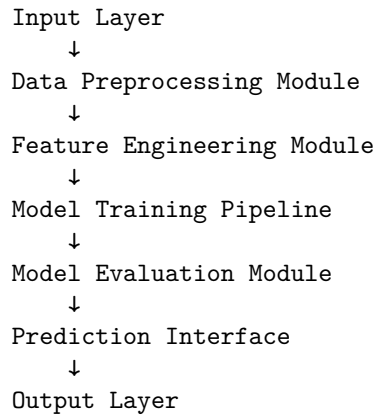 Input Layer
↓
Data Preprocessing Module
↓
Feature Engineering Module
↓
Model Training Pipeline
↓
Model Evaluation Module
↓
Prediction Interface
↓
Output Layer